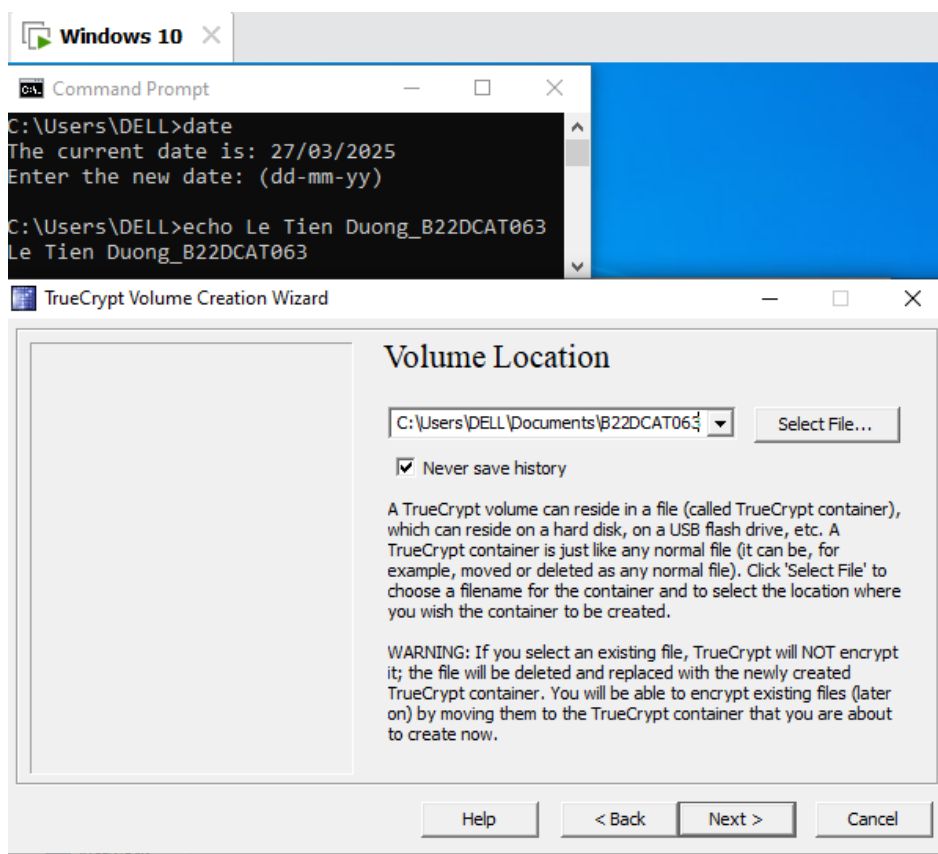 Windows 10
Command Prompt
C:\Users\DELL>date
The current date is: 27/03/2025
Enter the new date: (dd-mm-yy)
C:\Users\DELL>echo Le Tien Duong_B22DCAT063
Le Tien Duong_B22DCAT063
TrueCrypt Volume Creation Wizard
Volume Location
C:\Users\DELL\Documents\B22DCAT063
Select File...
Never save history
A TrueCrypt volume can reside in a file (called TrueCrypt container),
which can reside on a hard disk, on a USB flash drive, etc. A
TrueCrypt container is just like any normal file (it can be, for
example, moved or deleted as any normal file). Click 'Select File' to
choose a filename for the container and to select the location where
you wish the container to be created.
WARNING: If you select an existing file, TrueCrypt will NOT encrypt
it; the file will be deleted and replaced with the newly created
TrueCrypt container. You will be able to encrypt existing files (later
on) by moving them to the TrueCrypt container that you are about
to create now.
Help
< Back
Next >
Cancel